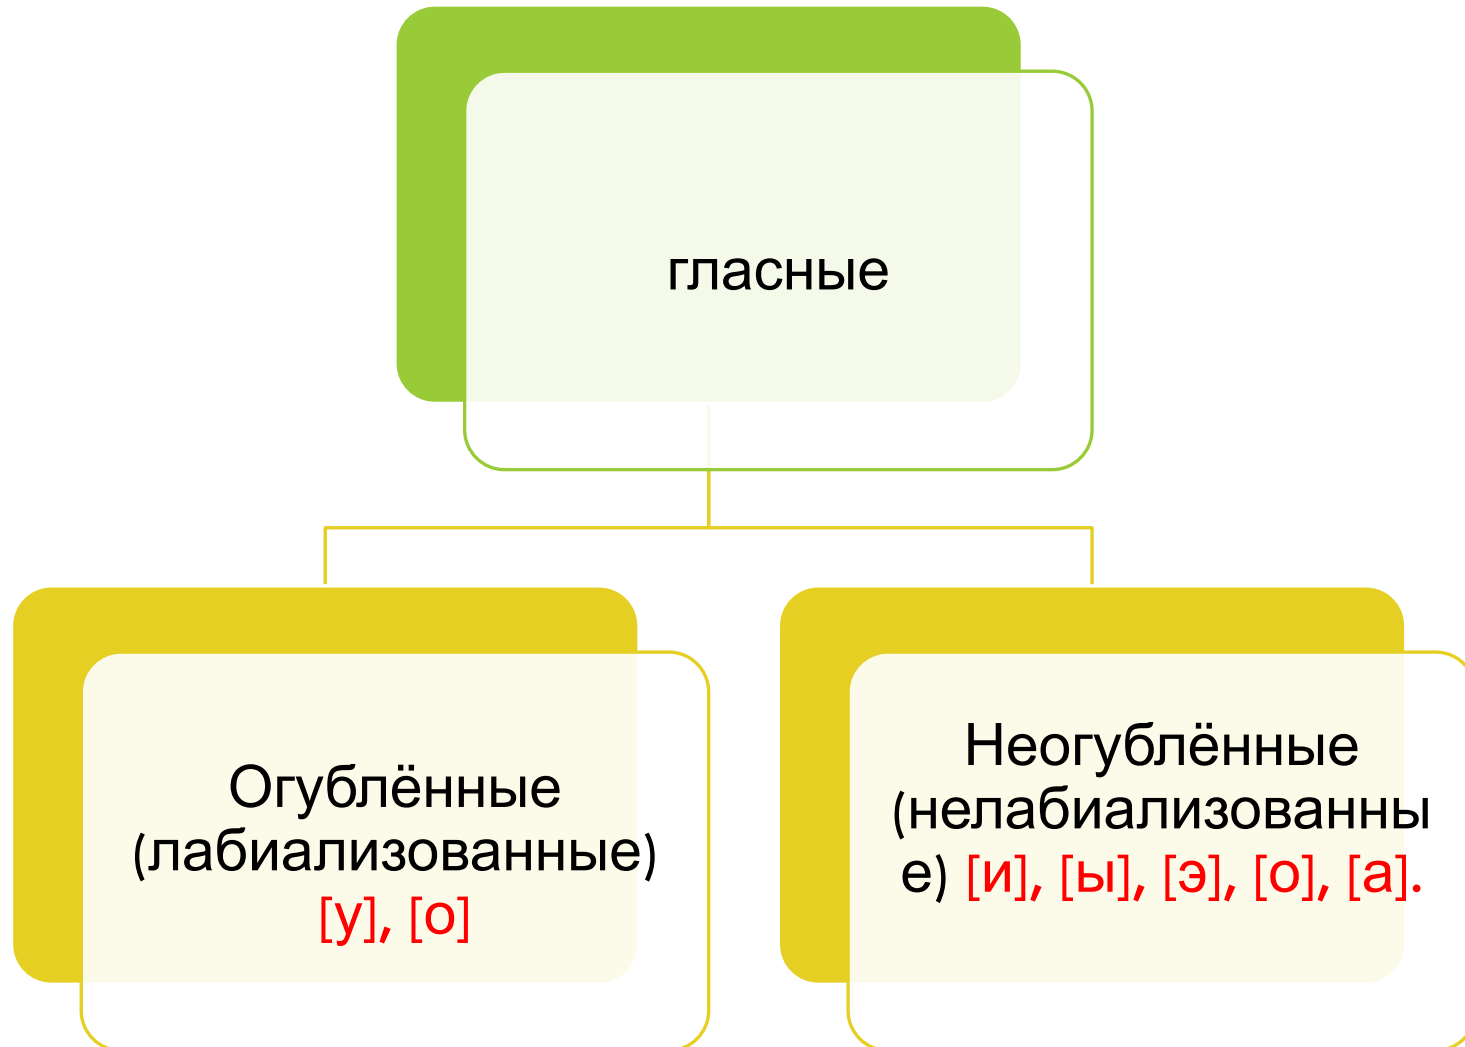 гласные
Огублённые
(лабиализованные)
[у], [о]
Неогублённые
(нелабиализованны
е) [и], [ы], [э], [о], [а].